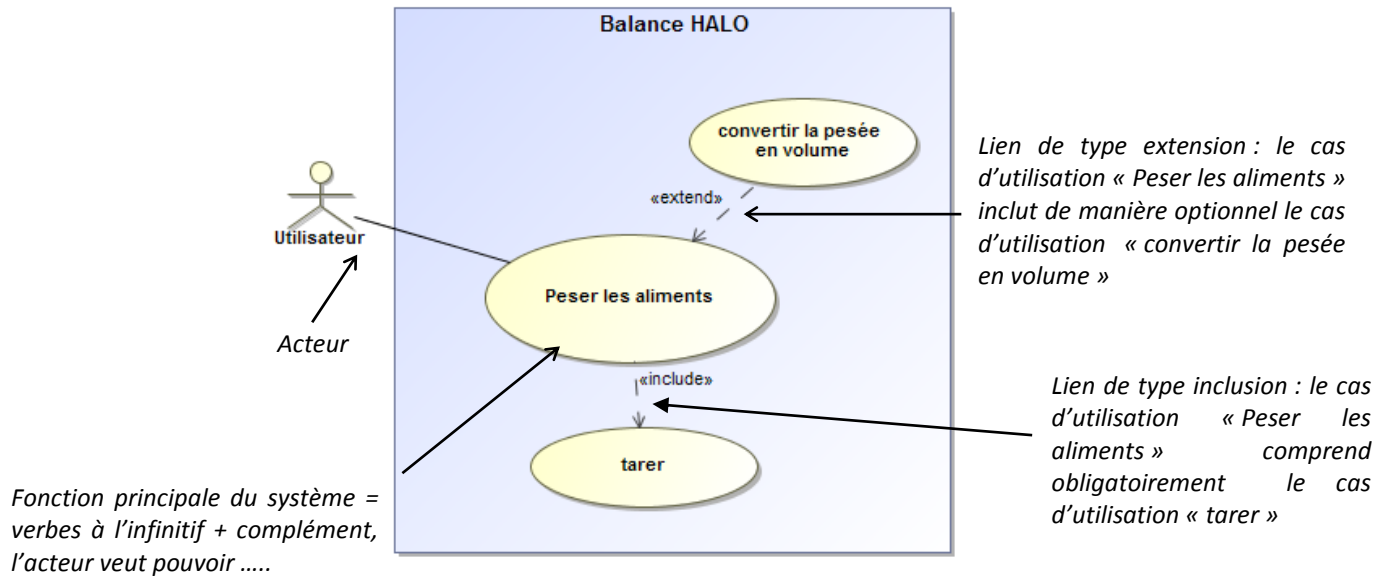 Balance HALO
convertir la pesée
en volume
«extend»
Utilisateur
Peser les aliments
Acteur
«include»
tarer
Lien de type extension : le cas
d’utilisation « Peser les aliments »
inclut de manière optionnel le cas
d’utilisation « convertir la pesée
en volume »
Lien de type inclusion : le cas
d’utilisation « Peser les
aliments » comprend
obligatoirement le cas
d’utilisation « tarer »
Fonction principale du système =
verbes à l’infinitif + complément,
l’acteur veut pouvoir …..